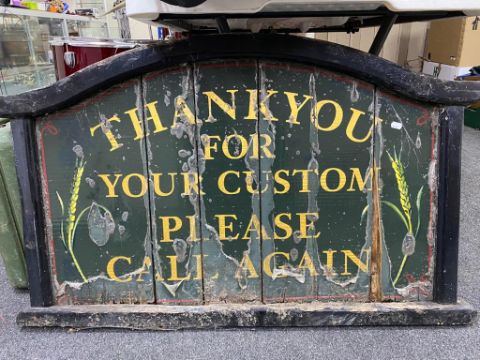 THANK YOU
FOR
YOUR CUSTOM
PLEASE
CALL AGAIN